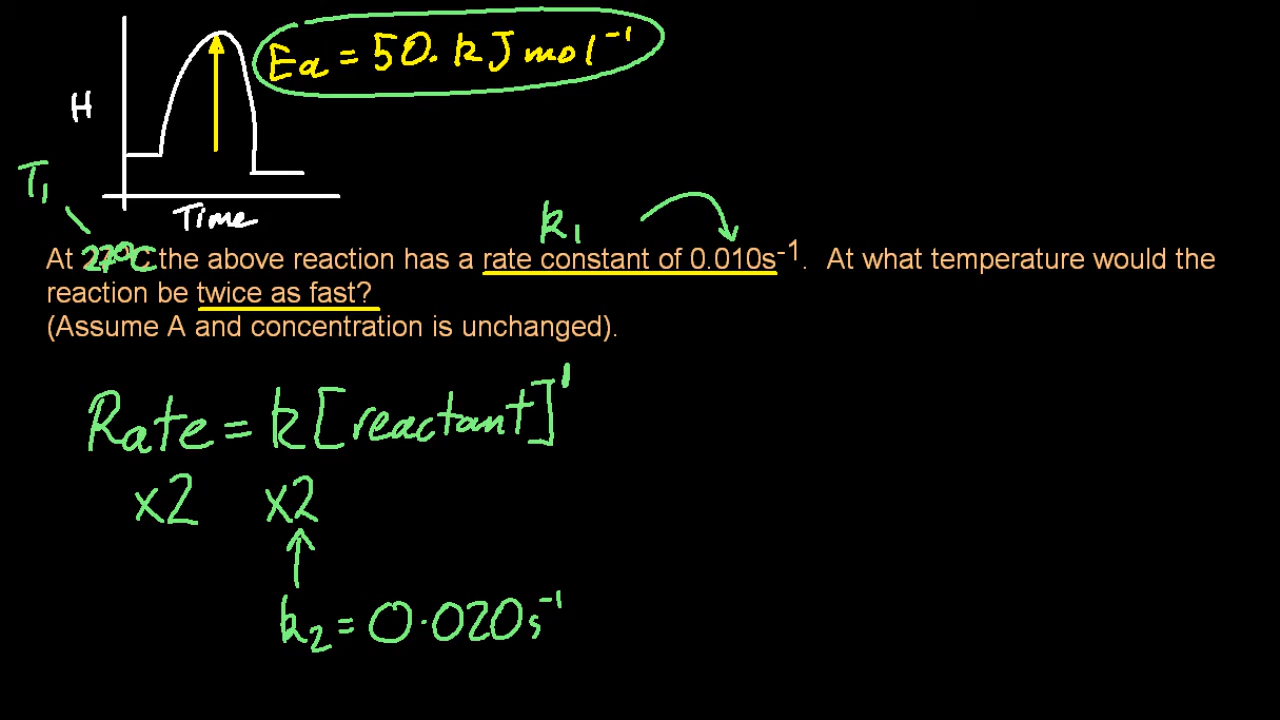 Ea = 50. kJ mol⁻¹
H
T₁
Time
k₁
At 27°C the above reaction has a rate constant of 0.010s⁻¹. At what temperature would the
reaction be twice as fast?
(Assume A and concentration is unchanged).
Rate = k [reactant]¹
x2 x2
k₂ = 0.020s⁻¹